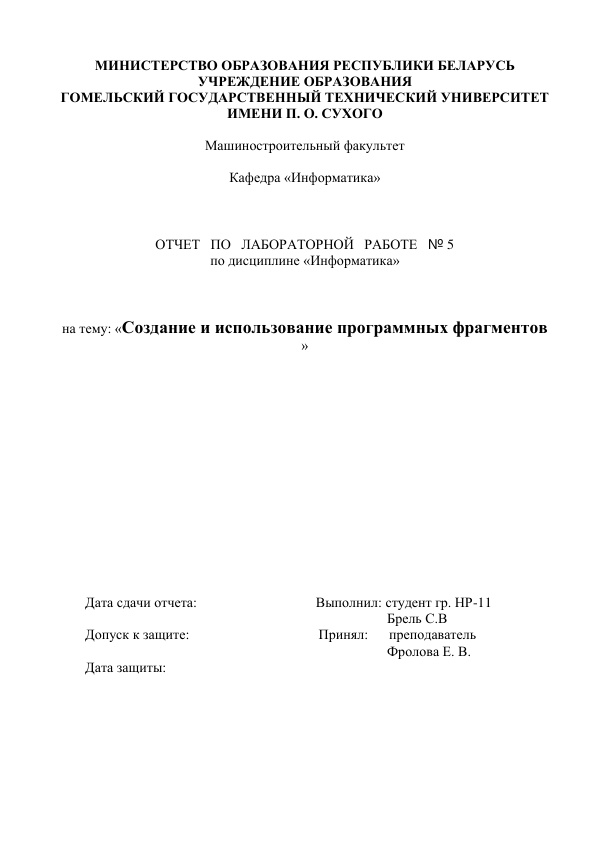 МИНИСТЕРСТВО ОБРАЗОВАНИЯ РЕСПУБЛИКИ БЕЛАРУСЬ
УЧРЕЖДЕНИЕ ОБРАЗОВАНИЯ
ГОМЕЛЬСКИЙ ГОСУДАРСТВЕННЫЙ ТЕХНИЧЕСКИЙ УНИВЕРСИТЕТ
ИМЕНИ П. О. СУХОГО
Машиностроительный факультет
Кафедра «Информатика»
ОТЧЕТ ПО ЛАБОРАТОРНОЙ РАБОТЕ № 5
по дисциплине «Информатика»
на тему: «Создание и использование программных фрагментов
»
Дата сдачи отчета: Выполнил: студент гр. НР-11
Брель С.В
Допуск к защите: Принял: преподаватель
Фролова Е. В.
Дата защиты: